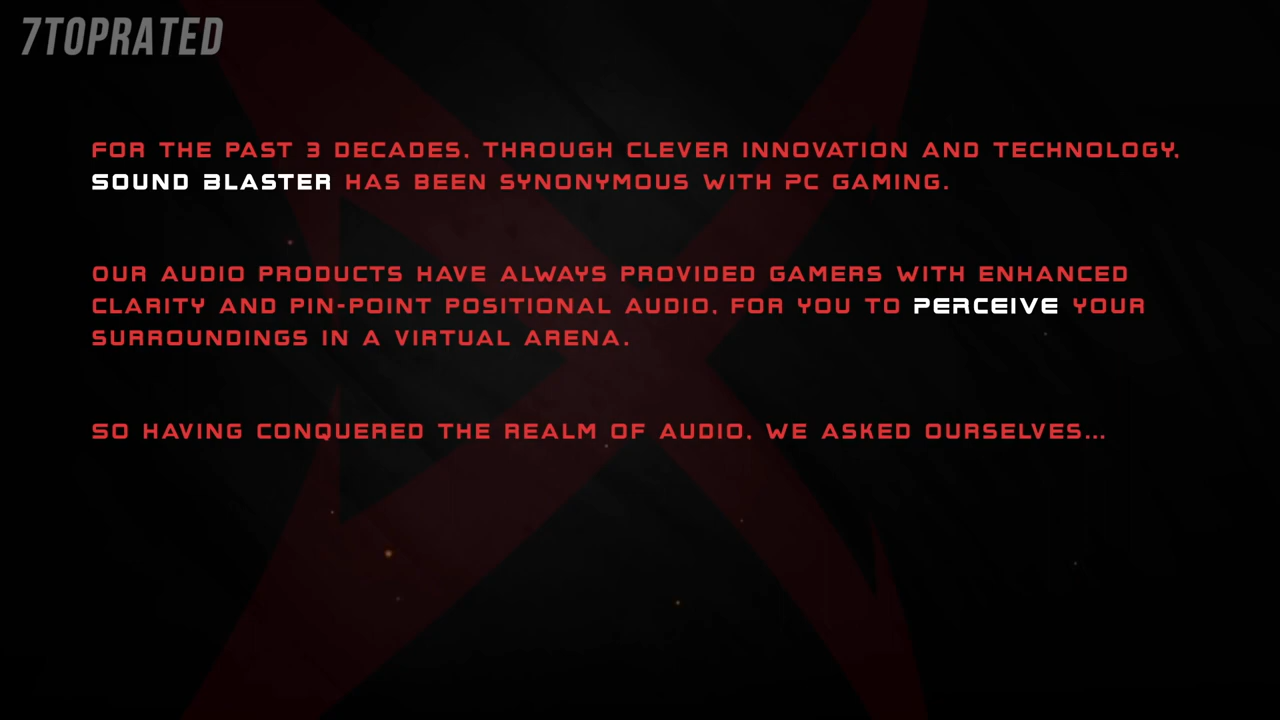 7TOPRATED
FOR THE PAST 3 DECADES, THROUGH CLEVER INNOVATION AND TECHNOLOGY,
SOUND BLASTER HAS BEEN SYNONYMOUS WITH PC GAMING.
OUR AUDIO PRODUCTS HAVE ALWAYS PROVIDED GAMERS WITH ENHANCED
CLARITY AND PIN-POINT POSITIONAL AUDIO, FOR YOU TO PERCEIVE YOUR
SURROUNDINGS IN A VIRTUAL ARENA.
SO HAVING CONQUERED THE REALM OF AUDIO, WE ASKED OURSELVES...